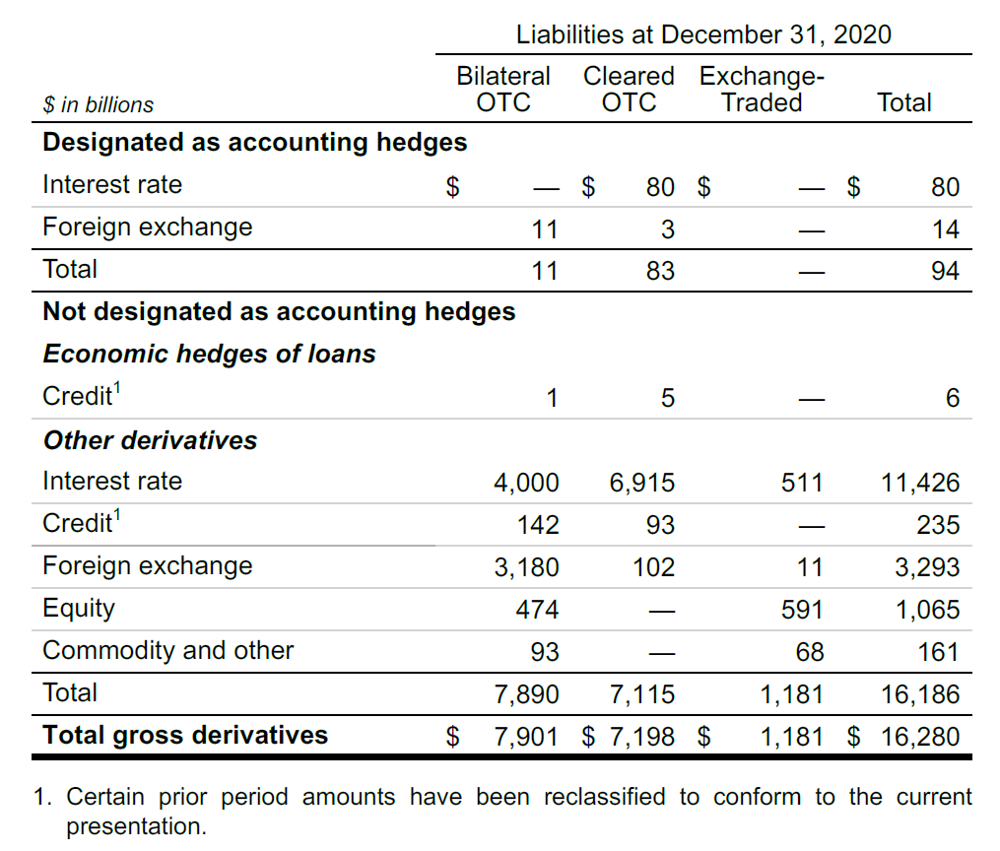 Liabilities at December 31, 2020
$ in billions Bilateral OTC Cleared OTC Exchange-Traded Total
Designated as accounting hedges
Interest rate $ — $ 80 $ — $ 80
Foreign exchange 11 3 — 14
Total 11 83 — 94
Not designated as accounting hedges
Economic hedges of loans
Credit1 1 5 — 6
Other derivatives
Interest rate 4,000 6,915 511 11,426
Credit1 142 93 — 235
Foreign exchange 3,180 102 11 3,293
Equity 474 — 591 1,065
Commodity and other 93 — 68 161
Total 7,890 7,115 1,181 16,186
Total gross derivatives $ 7,901 $ 7,198 $ 1,181 $ 16,280
1. Certain prior period amounts have been reclassified to conform to the current
presentation.